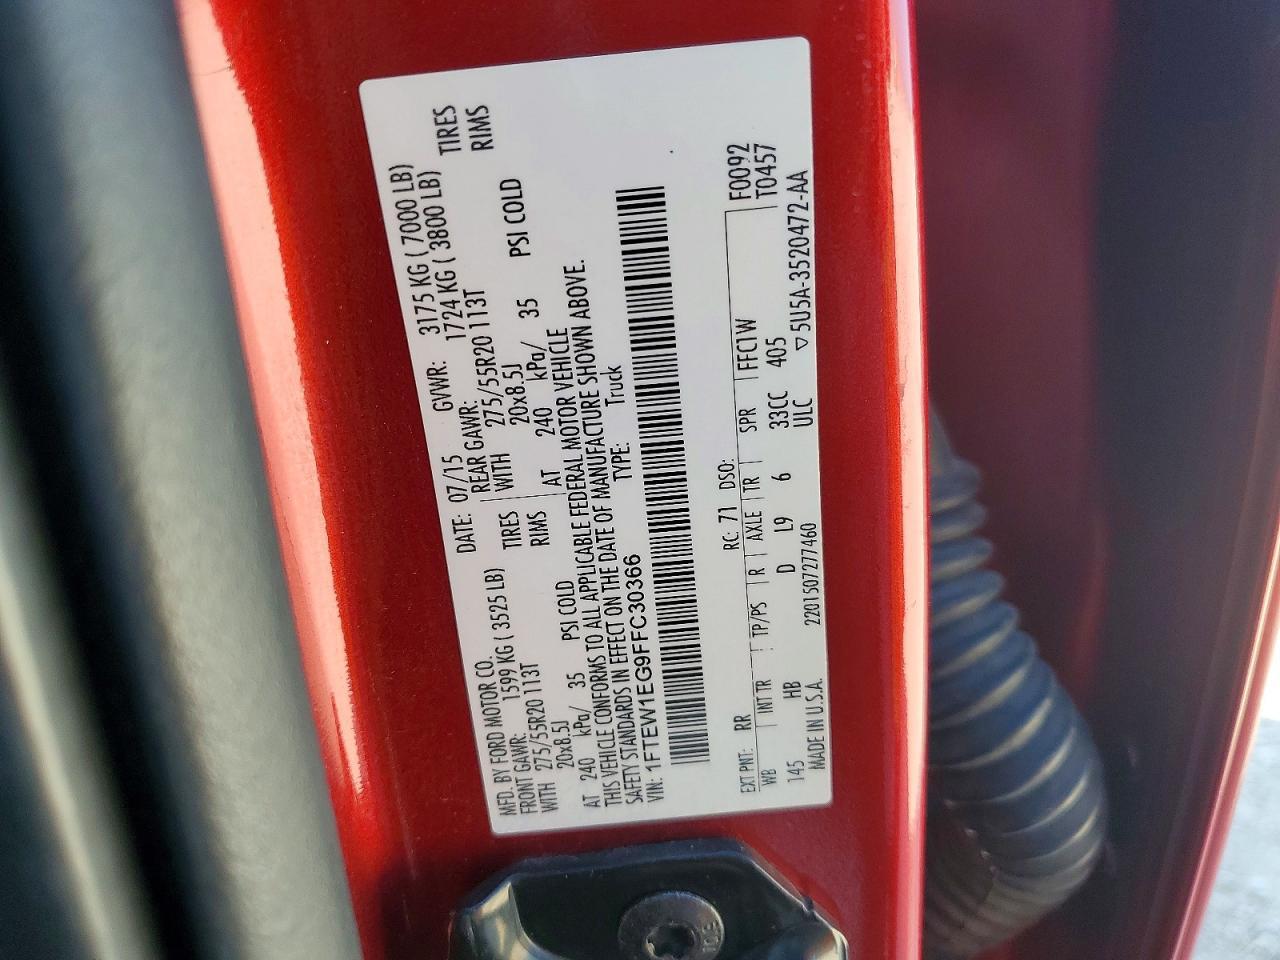 MFD. BY FORD MOTOR CO. DATE: 07/15 GVWR: 3175 KG ( 7000 LB)
FRONT GAWR: 1599 KG ( 3525 LB) REAR GAWR: 1724 KG ( 3800 LB)
WITH 275/55R20 113T TIRES WITH 275/55R20 113T TIRES
20x8.5J RIMS 20x8.5J RIMS
AT 240 kPa/ 35 PSI COLD AT 240 kPa/ 35 PSI COLD
THIS VEHICLE CONFORMS TO ALL APPLICABLE FEDERAL MOTOR VEHICLE
SAFETY STANDARDS IN EFFECT ON THE DATE OF MANUFACTURE SHOWN ABOVE.
VIN: 1FTEW1EG9FFC30366 TYPE: Truck
F0092
EXT PNT: RR RC: 71 DSO: T0457
WB INT TR TP/PS R AXLE TR SPR FFC1W
145 HB D L9 6 33CC 405
ULC
MADE IN U.S.A. 2201507277460 ▽5U5A-3520472-AA
10.9